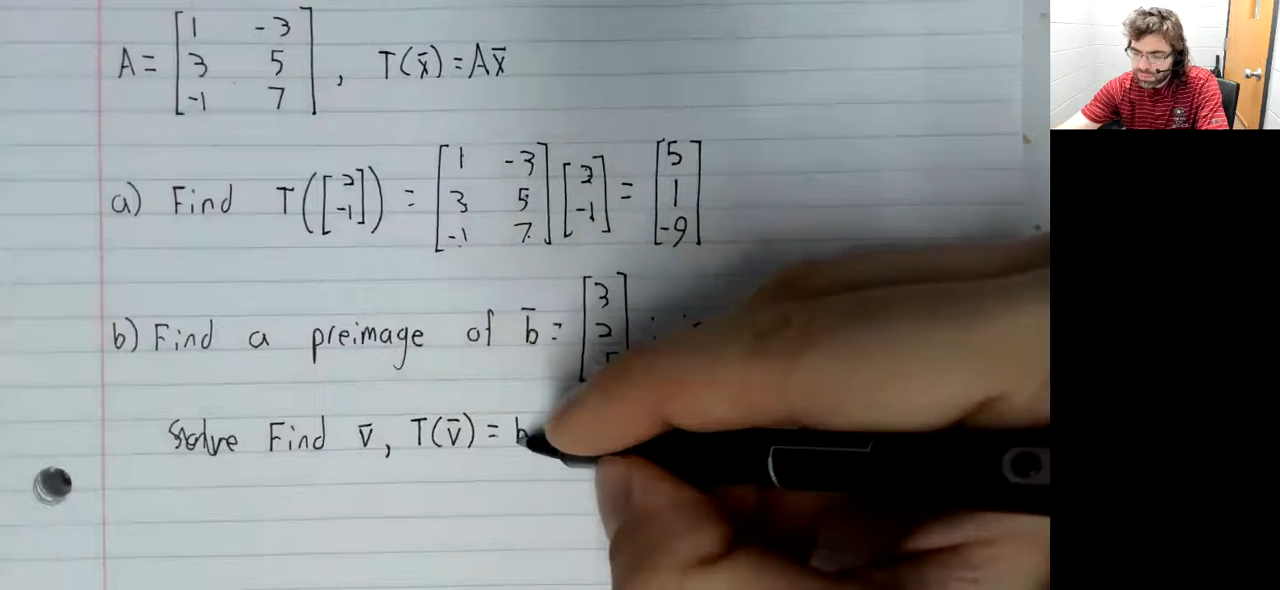 A = [1 -3; 3 5; -1 7], T(x̄) = Ax̄
a) Find T([2; -1]) = [1 -3; 3 5; -1 7] [2; -1] = [5; 1; -9]
b) Find a preimage of b̄ = [3; 2;
Solve Find v̄, T(v̄) = b